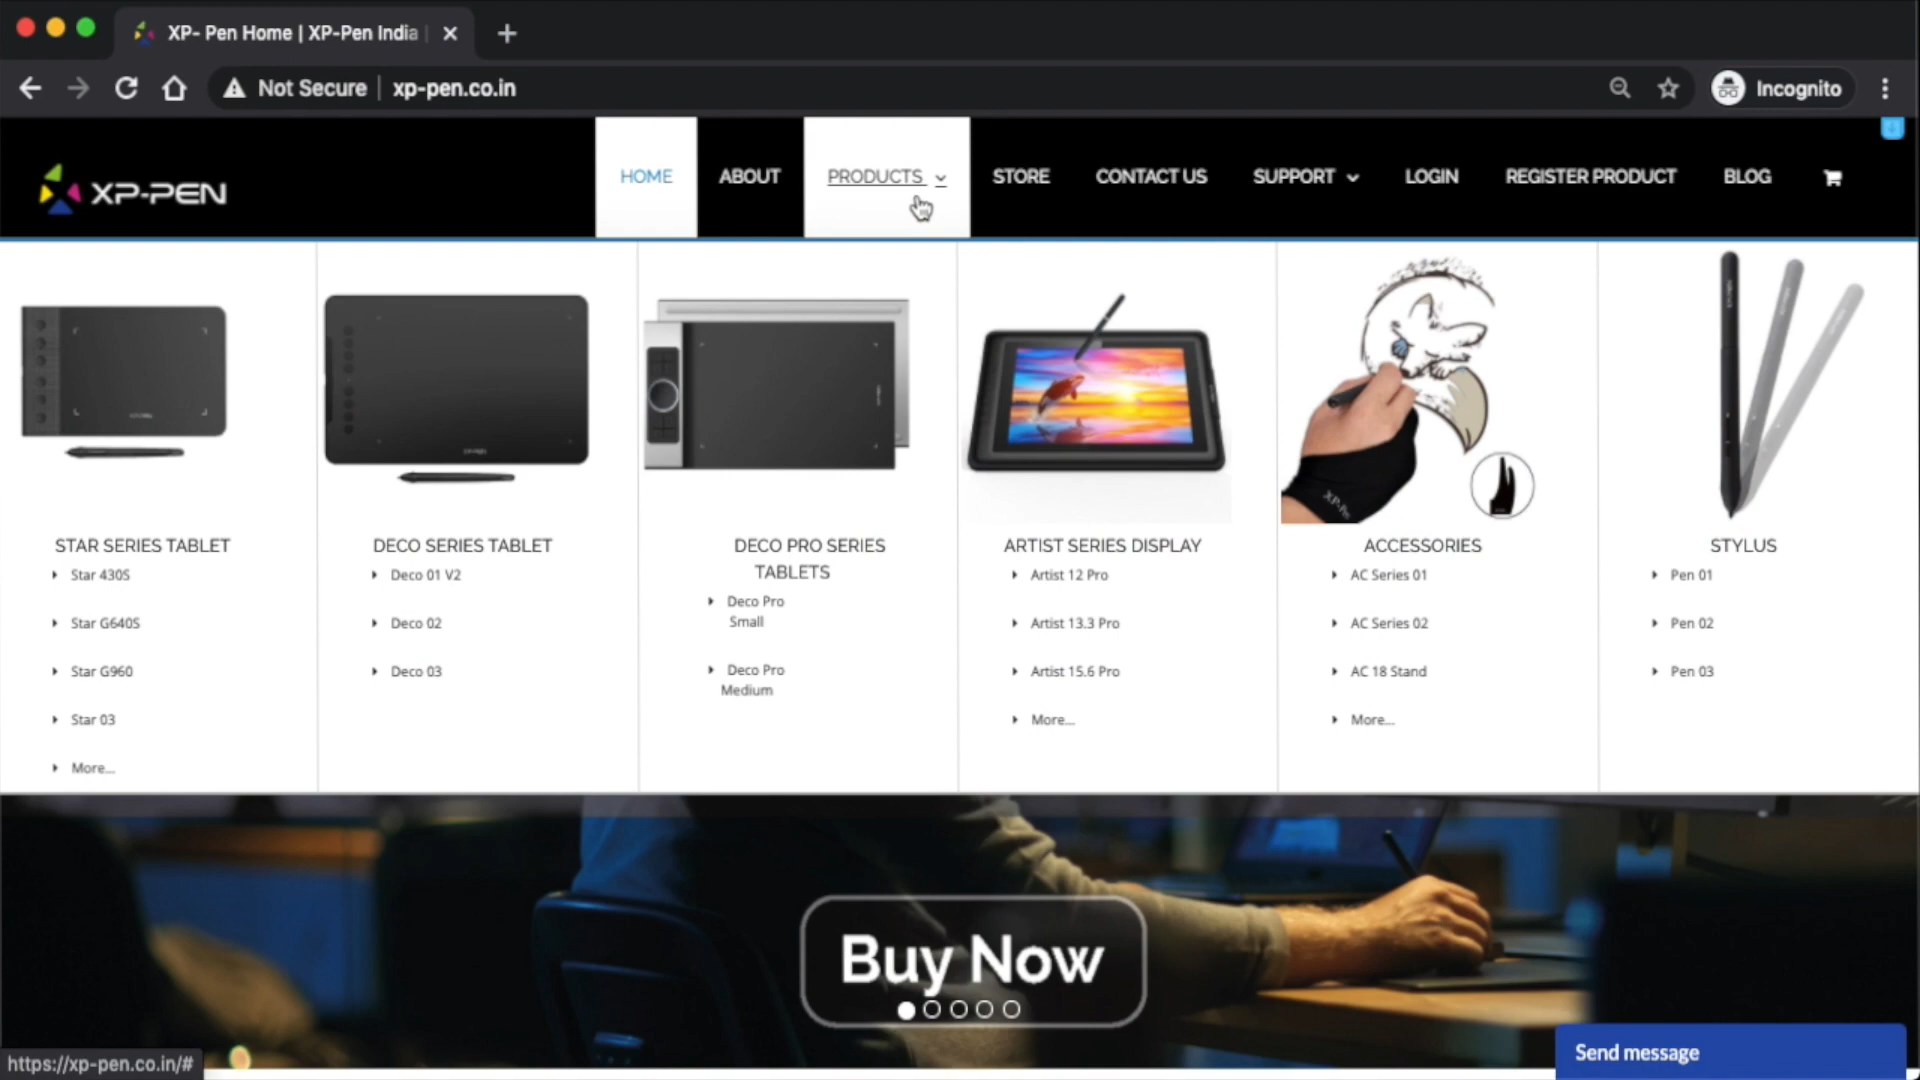 XP- Pen Home | XP-Pen India |
Not Secure | xp-pen.co.in
Incognito
XP-PEN
HOME
ABOUT
PRODUCTS
STORE
CONTACT US
SUPPORT
LOGIN
REGISTER PRODUCT
BLOG
STAR SERIES TABLET
Star 430S
Star G640S
Star G960
Star 03
More...
DECO SERIES TABLET
Deco 01 V2
Deco 02
Deco 03
DECO PRO SERIES
TABLETS
Deco Pro
Small
Deco Pro
Medium
ARTIST SERIES DISPLAY
Artist 12 Pro
Artist 13.3 Pro
Artist 15.6 Pro
More...
XP-Pe
ACCESSORIES
AC Series 01
AC Series 02
AC 18 Stand
More...
STYLUS
Pen 01
Pen 02
Pen 03
Buy Now
Send message
https://xp-pen.co.in/#